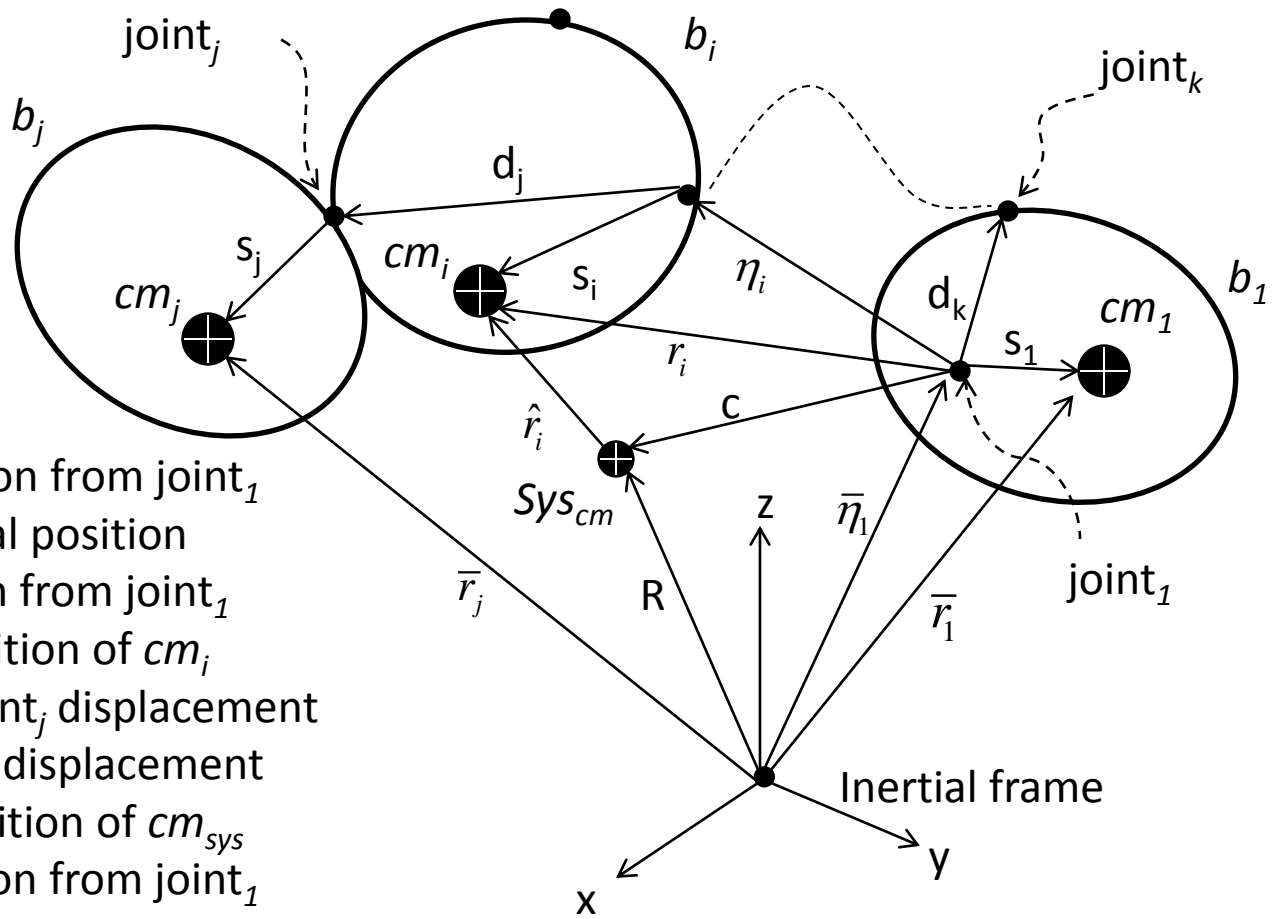 joint_j
b_i
joint_k
b_j
d_j
s_j
cm_i
s_i
η_i
d_k
b_1
cm_1
cm_j
s_1
r_i
c
r̂_i
on from joint_1
Sys_cm
z
η̄_1
al position
r̄_j
R
joint_1
n from joint_1
r̄_1
ition of cm_i
nt_j displacement
displacement
Inertial frame
ition of cm_sys
y
on from joint_1
x